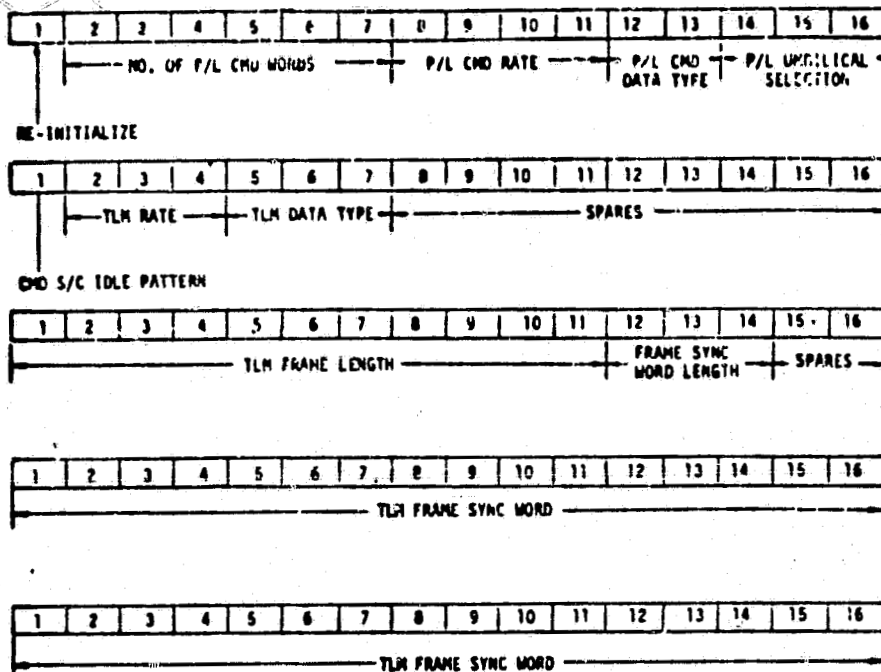 1 2 3 4 5 6 7 8 9 10 11 12 13 14 15 16
NO. OF P/L CMD WORDS P/L CMD RATE P/L CMD DATA TYPE P/L UMBILICAL SELECTION
RE-INITIALIZE
1 2 3 4 5 6 7 8 9 10 11 12 13 14 15 16
TLM RATE TLM DATA TYPE SPARES
CMD S/C IDLE PATTERN
1 2 3 4 5 6 7 8 9 10 11 12 13 14 15 16
TLM FRAME LENGTH FRAME SYNC WORD LENGTH SPARES
1 2 3 4 5 6 7 8 9 10 11 12 13 14 15 16
TLM FRAME SYNC WORD
1 2 3 4 5 6 7 8 9 10 11 12 13 14 15 16
TLM FRAME SYNC WORD